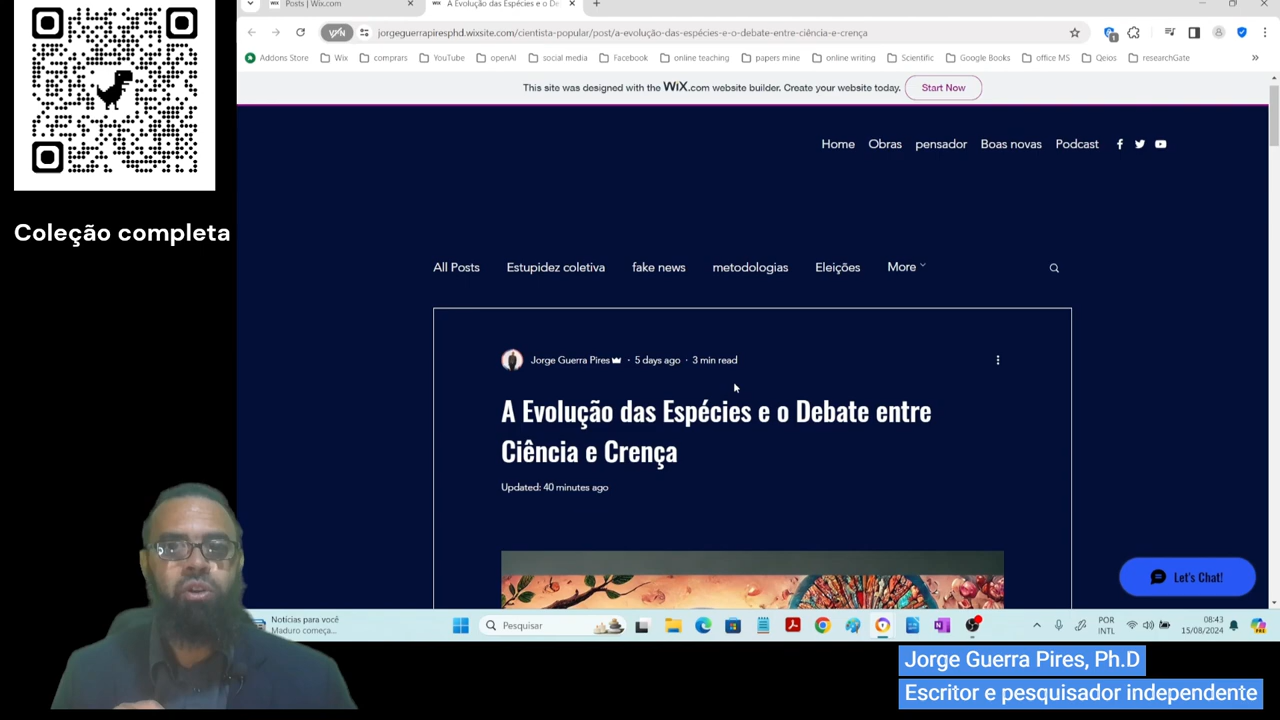 Posts | Wix.com
A Evolução das Espécies e o De
jorgeguerrapiresphd.wixsite.com/cientista-popular/post/a-evolução-das-espécies-e-o-debate-entre-ciência-e-crença
Addons Store
Wix
comprars
YouTube
openAI
social media
Facebook
online teaching
papers mine
online writing
Scientific
Google Books
office MS
Qeios
researchGate
This site was designed with the WiX.com website builder. Create your website today.
Start Now
Home
Obras
pensador
Boas novas
Podcast
Coleção completa
All Posts
Estupidez coletiva
fake news
metodologias
Eleições
More
Jorge Guerra Pires · 5 days ago · 3 min read
A Evolução das Espécies e o Debate entre
Ciência e Crença
Updated: 40 minutes ago
Let's Chat!
Notícias para você
Maduro começa...
Pesquisar
POR
INTL
08:43
15/08/2024
Jorge Guerra Pires, Ph.D
Escritor e pesquisador independente